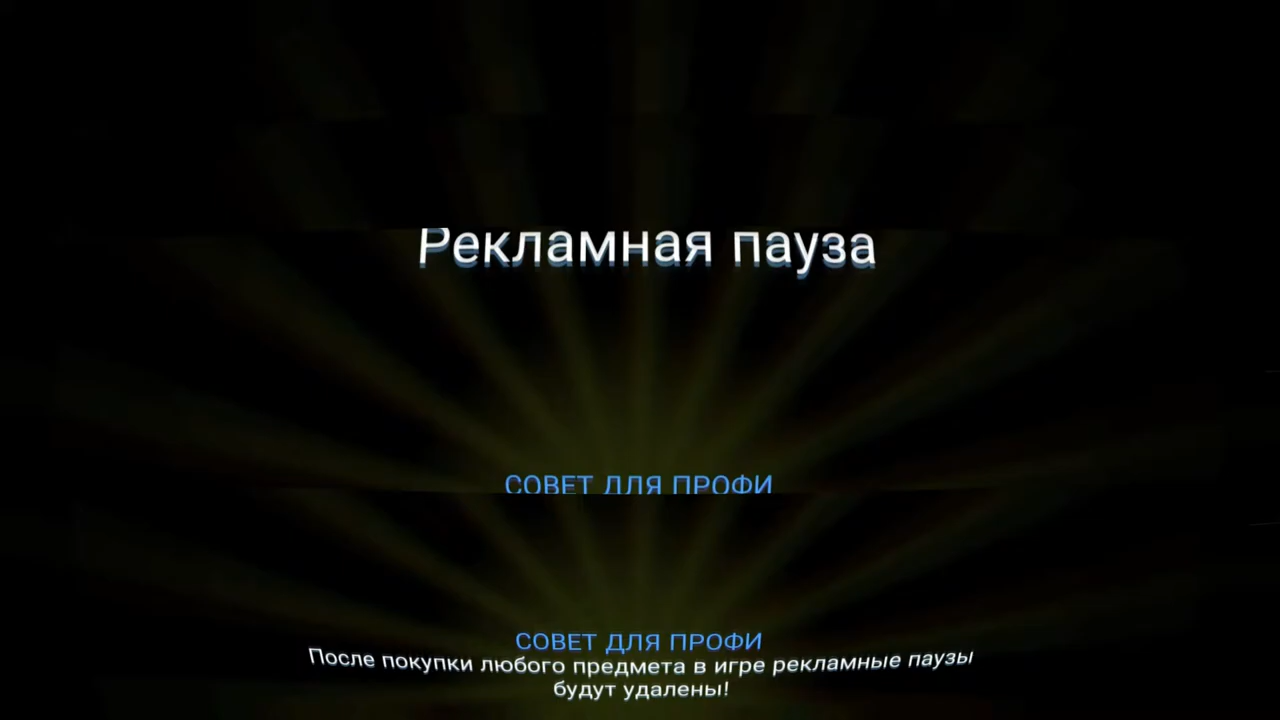 Рекламная пауза
СОВЕТ ДЛЯ ПРОФИ
СОВЕТ ДЛЯ ПРОФИ
После покупки любого предмета в игре рекламные паузы
будут удалены!